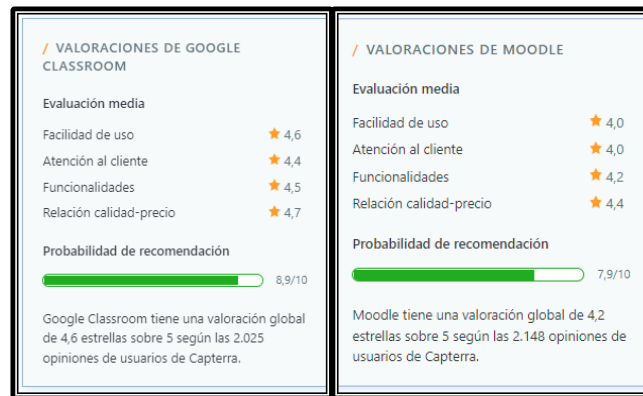 / VALORACIONES DE GOOGLE
CLASSROOM
Evaluación media
Facilidad de uso ★ 4,6
Atención al cliente ★ 4,4
Funcionalidades ★ 4,5
Relación calidad-precio ★ 4,7
Probabilidad de recomendación
8,9/10
Google Classroom tiene una valoración global
de 4,6 estrellas sobre 5 según las 2.025
opiniones de usuarios de Capterra.
/ VALORACIONES DE MOODLE
Evaluación media
Facilidad de uso ★ 4,0
Atención al cliente ★ 4,0
Funcionalidades ★ 4,2
Relación calidad-precio ★ 4,4
Probabilidad de recomendación
7,9/10
Moodle tiene una valoración global de 4,2
estrellas sobre 5 según las 2.148 opiniones de
usuarios de Capterra.